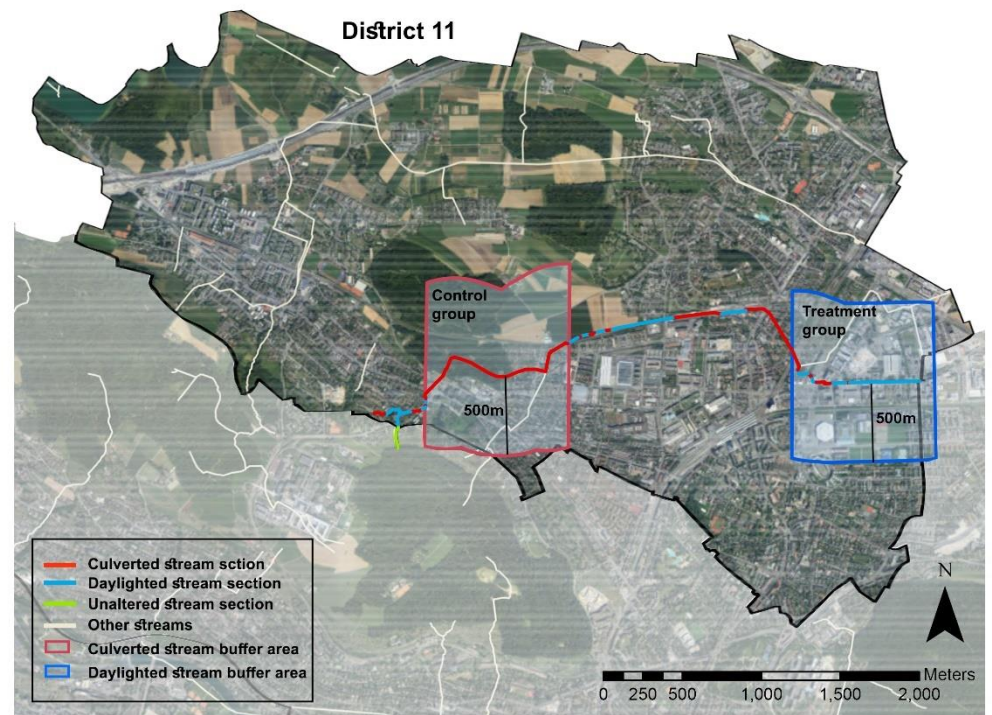 District 11
Control
group
Treatment
group
500m
500m
Culverted stream sction
Daylighted stream section
Unaltered stream section
Other streams
Culverted stream buffer area
Daylighted stream buffer area
N
Meters
0 250 500 1,000 1,500 2,000